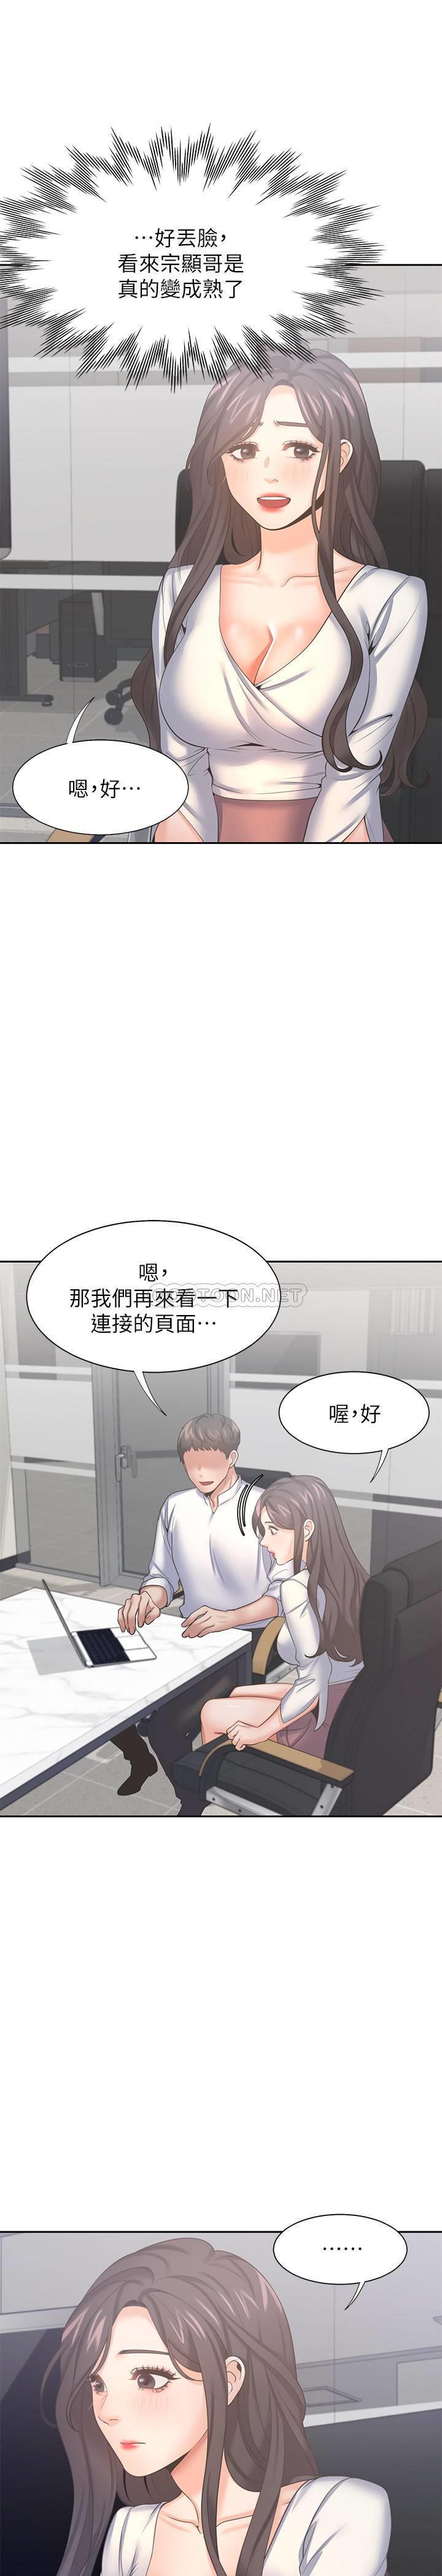 …好丟臉，
看來宗顯哥是
真的變成熟了
嗯，好…
嗯，
那我們再來看一下
連接的頁面…
喔，好
……